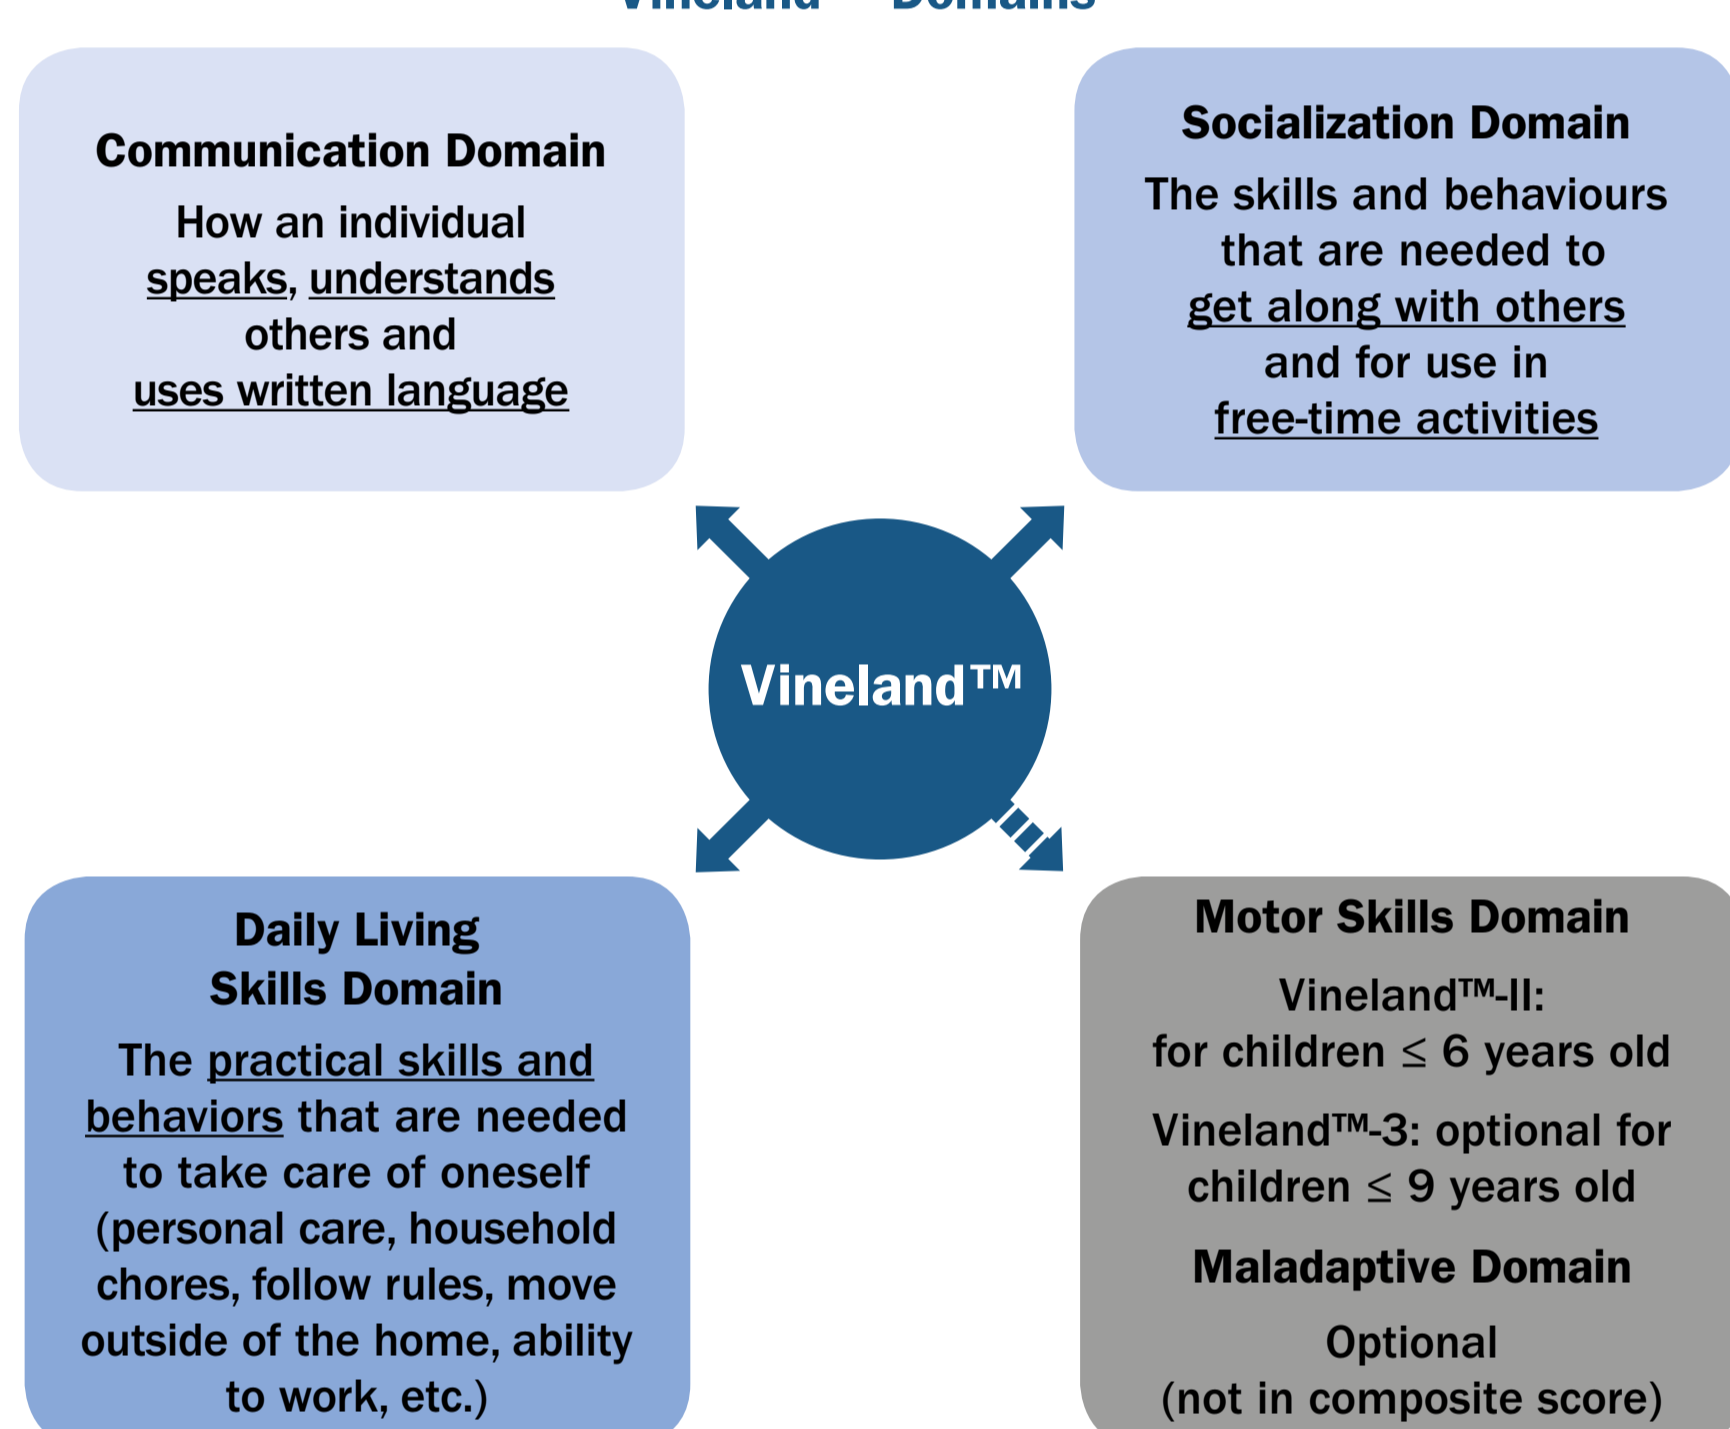 Vineland™ Domains
Communication Domain
How an individual
speaks, understands
others and
uses written language
Socialization Domain
The skills and behaviours
that are needed to
get along with others
and for use in
free-time activities
Vineland™
Daily Living
Skills Domain
The practical skills and
behaviors that are needed
to take care of oneself
(personal care, household
chores, follow rules, move
outside of the home, ability
to work, etc.)
Motor Skills Domain
Vineland™-II:
for children ≤ 6 years old
Vineland™-3: optional for
children ≤ 9 years old
Maladaptive Domain
Optional
(not in composite score)